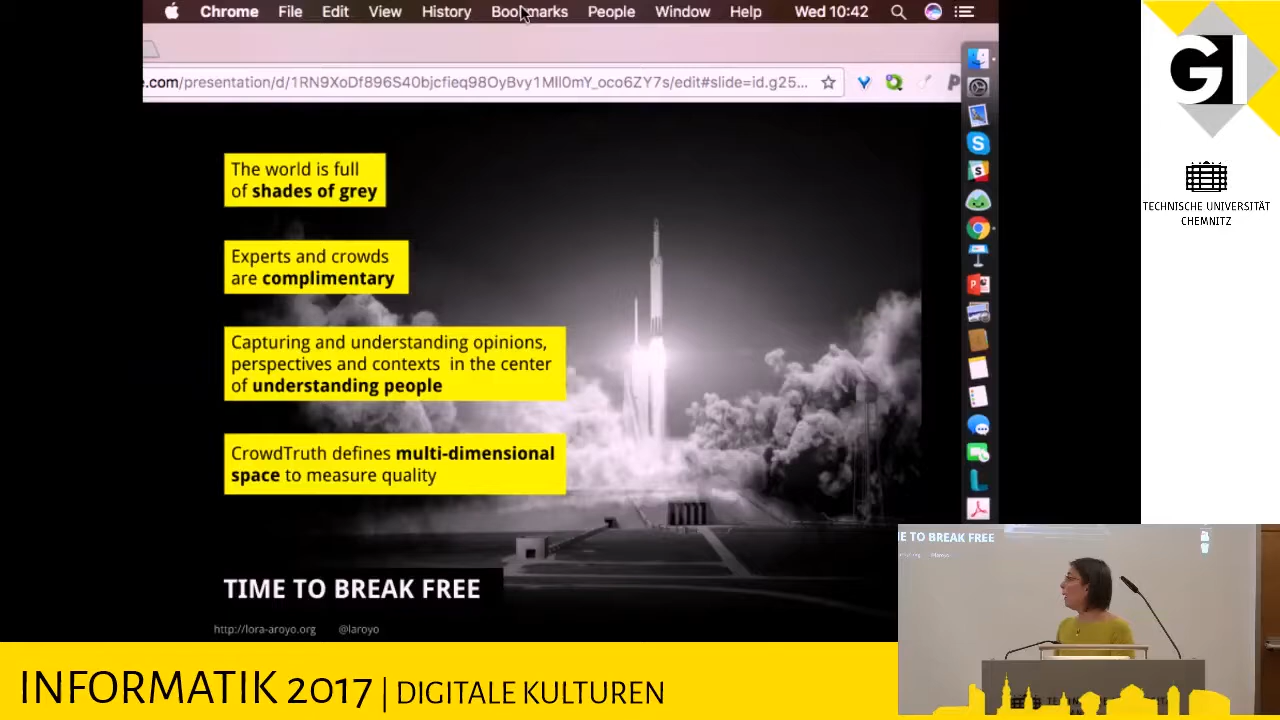 Chrome File Edit View History Bookmarks People Window Help Wed 10:42
e.com/presentation/d/1RN9XoDf896S40bjcfieq98OyBvy1MlI0mY_oco6ZY7s/edit#slide=id.g25...
The world is full
of shades of grey
Experts and crowds
are complimentary
Capturing and understanding opinions,
perspectives and contexts in the center
of understanding people
CrowdTruth defines multi-dimensional
space to measure quality
TIME TO BREAK FREE
http://lora-aroyo.org @laroyo
GI
TECHNISCHE UNIVERSITÄT
CHEMNITZ
E TO BREAK FREE
@laroyo
INFORMATIK 2017 | DIGITALE KULTUREN